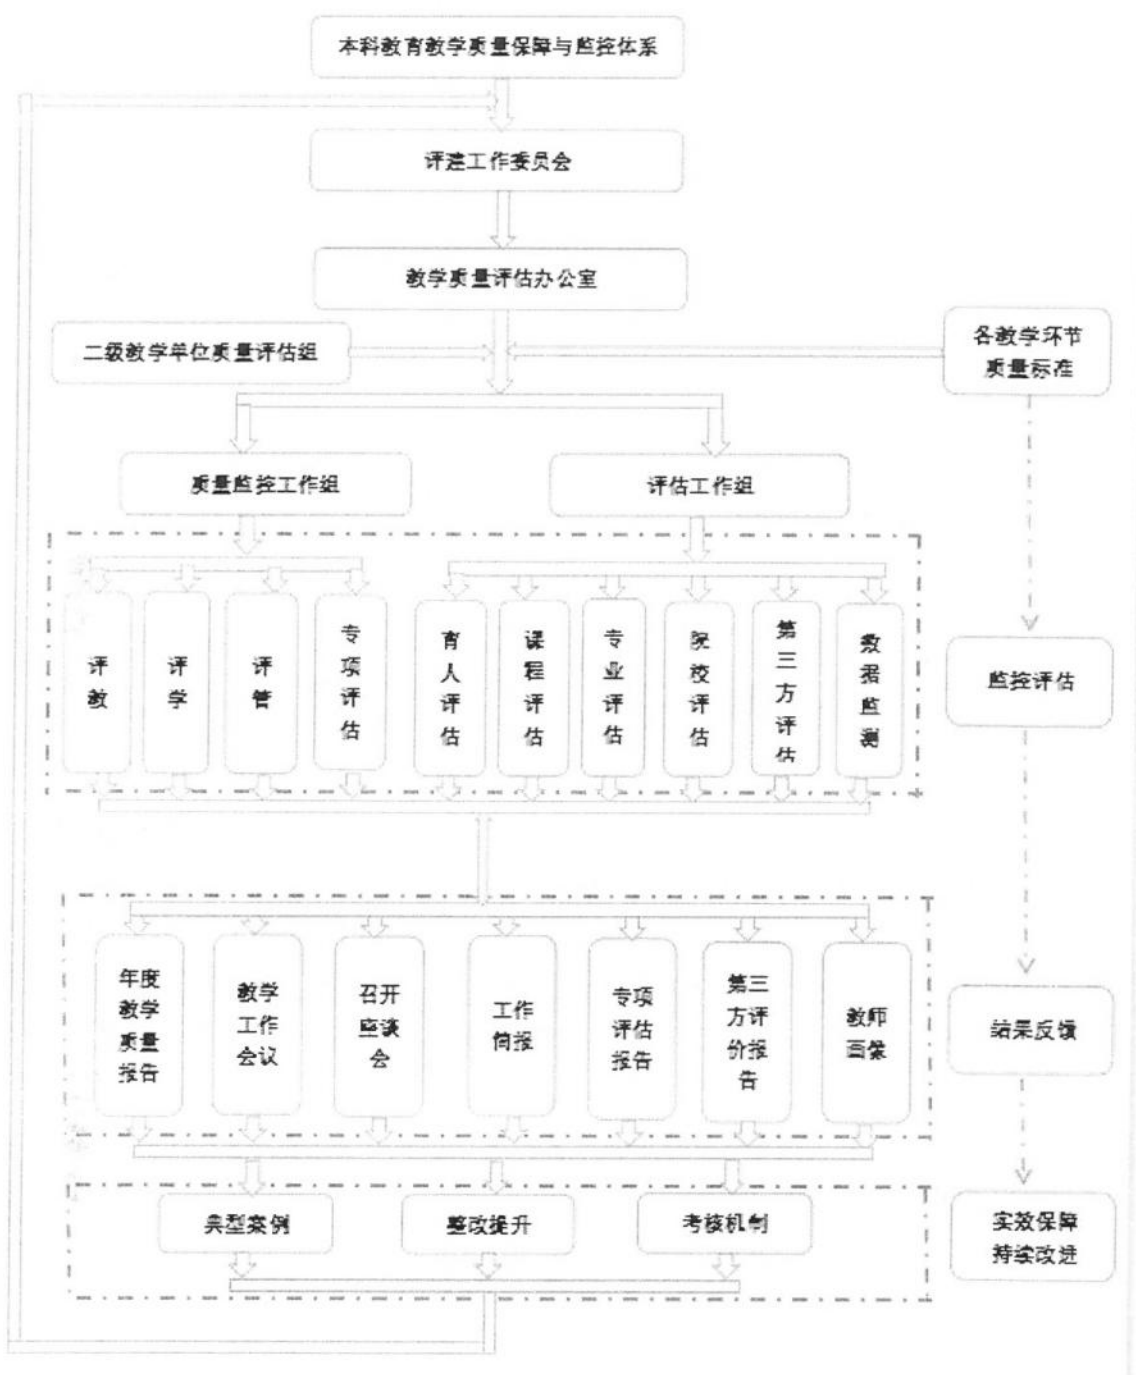 本科教育教学质量保障与监控体系
评建工作委员会
教学质量评估办公室
二级教学单位质量评估组
各教学环节
质量标准
质量监控工作组
评估工作组
评教
评学
评管
专项评估
育人评估
课程评估
专业评估
院校评估
第三方评估
数据监测
监控评估
年度
教学
质量
报告
教学
工作
会议
召开
座谈
会
工作
简报
专项
评估
报告
第三
方评
价报
告
教师
画像
结果反馈
典型案例
整改提升
考核机制
实效保障
持续改进